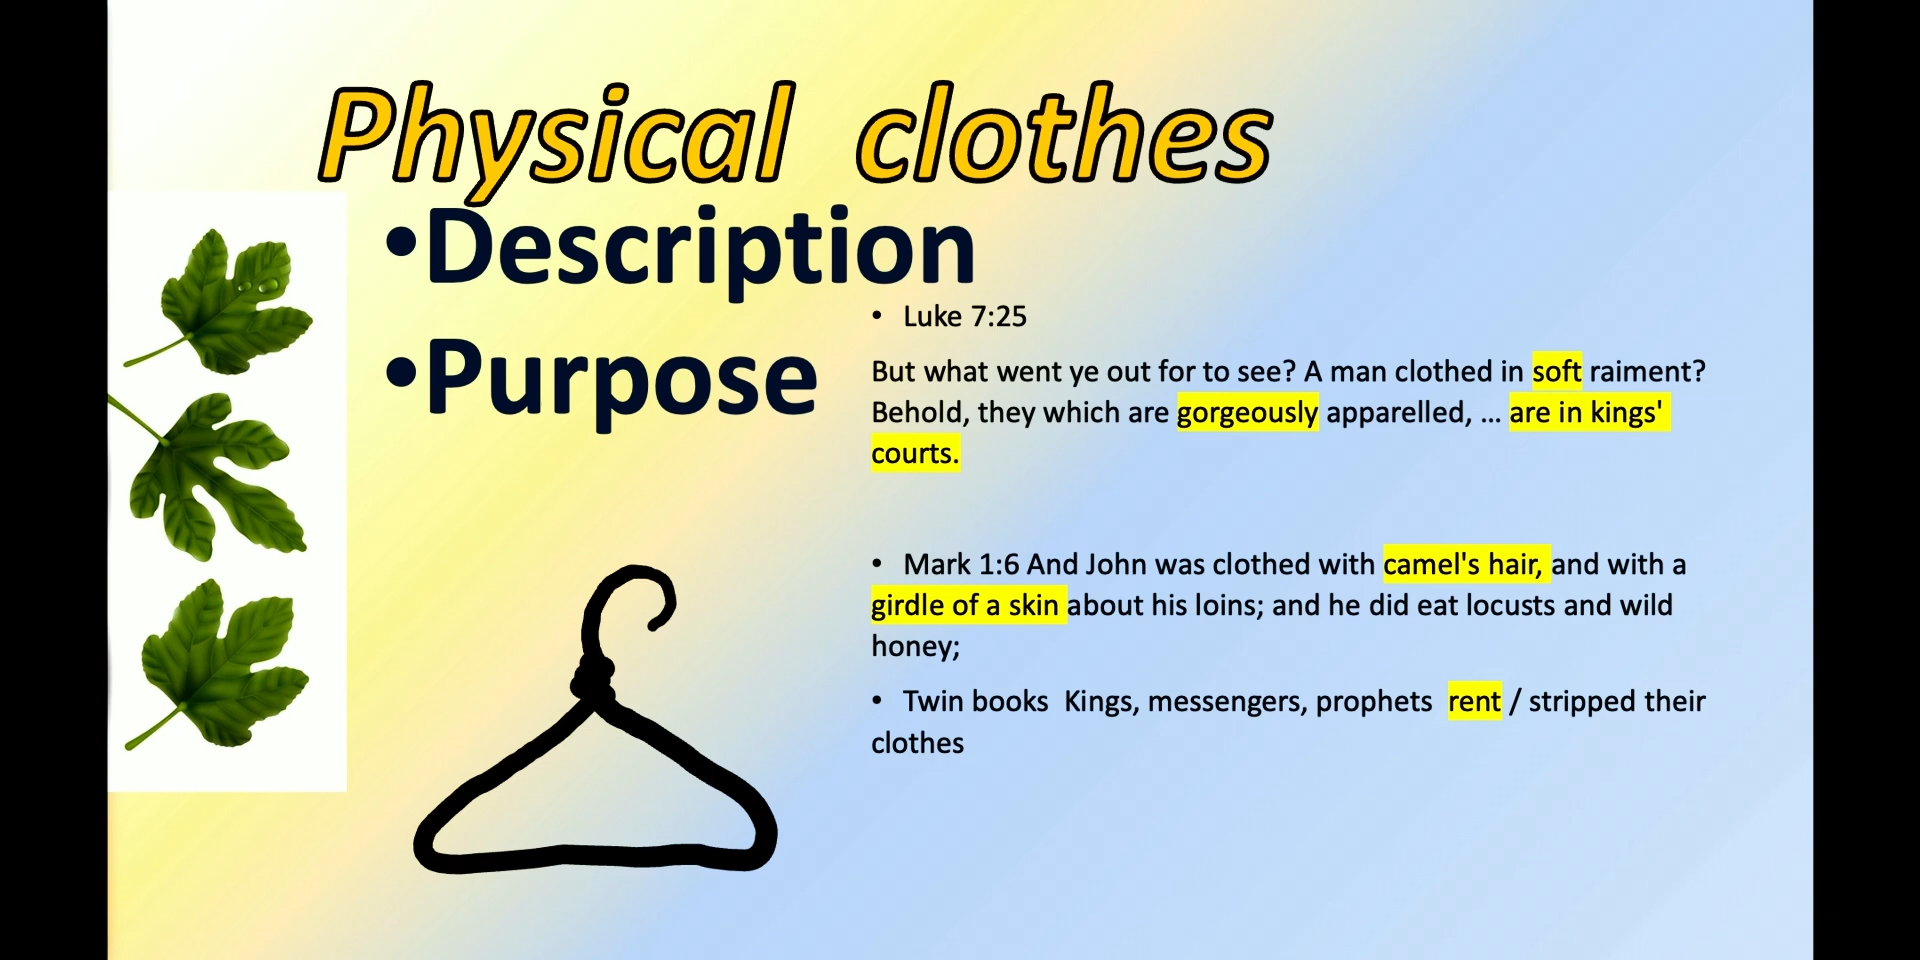 Physical clothes
•Description
•Purpose
• Luke 7:25
But what went ye out for to see? A man clothed in soft raiment?
Behold, they which are gorgeously apparelled, ... are in kings'
courts.
• Mark 1:6 And John was clothed with camel's hair, and with a
girdle of a skin about his loins; and he did eat locusts and wild
honey;
• Twin books Kings, messengers, prophets rent / stripped their
clothes